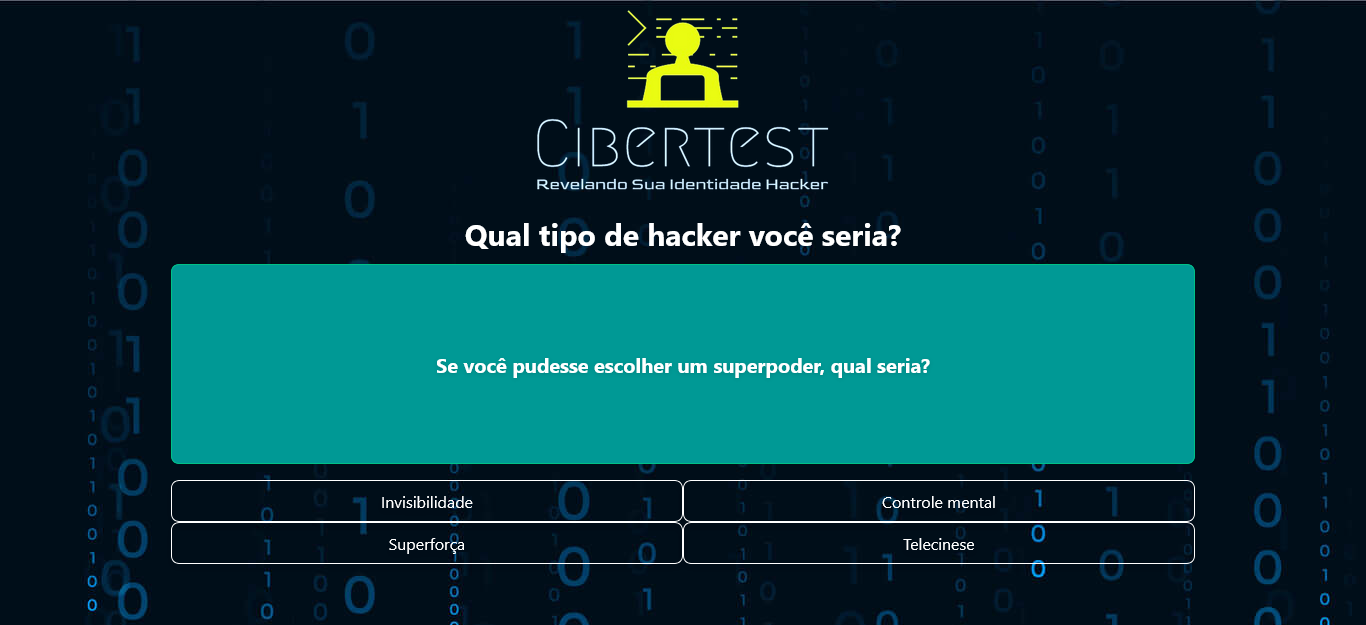 CIBERTEST
Revelando Sua Identidade Hacker
Qual tipo de hacker você seria?
Se você pudesse escolher um superpoder, qual seria?
Invisibilidade
Controle mental
Superforça
Telecinese